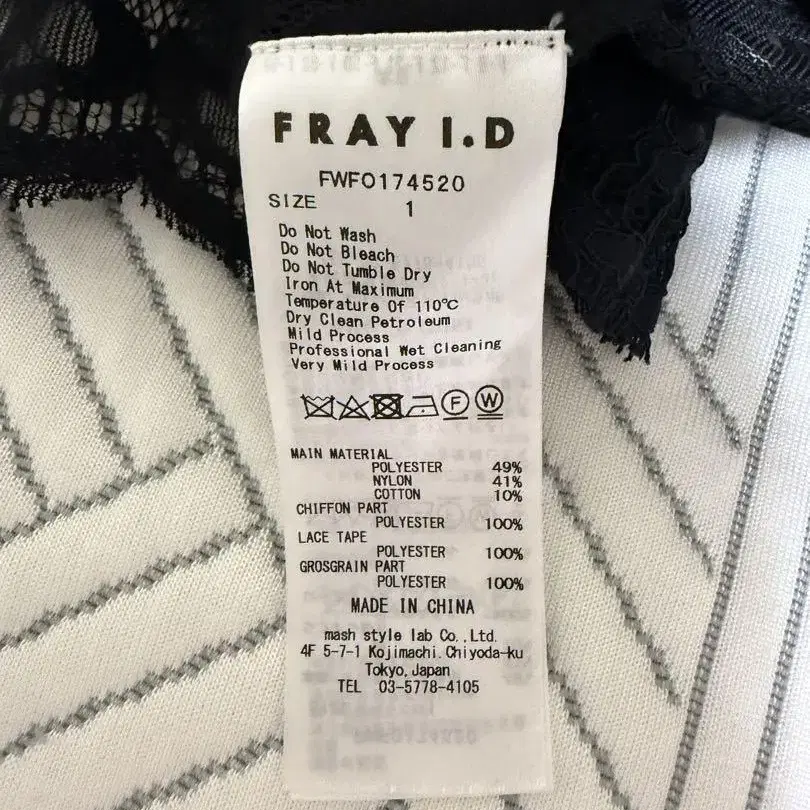 FRAY I.D
FWFO174520
SIZE 1
Do Not Wash
Do Not Bleach
Do Not Tumble Dry
Iron At Maximum
Temperature Of 110℃
Dry Clean Petroleum
Mild Process
Professional Wet Cleaning
Very Mild Process
F W
MAIN MATERIAL
POLYESTER 49%
NYLON 41%
COTTON 10%
CHIFFON PART
POLYESTER 100%
LACE TAPE
POLYESTER 100%
GROSGRAIN PART
POLYESTER 100%
MADE IN CHINA
mash style lab Co.,Ltd.
4F 5-7-1 Kojimachi.Chiyoda-ku
Tokyo,Japan
TEL 03-5778-4105